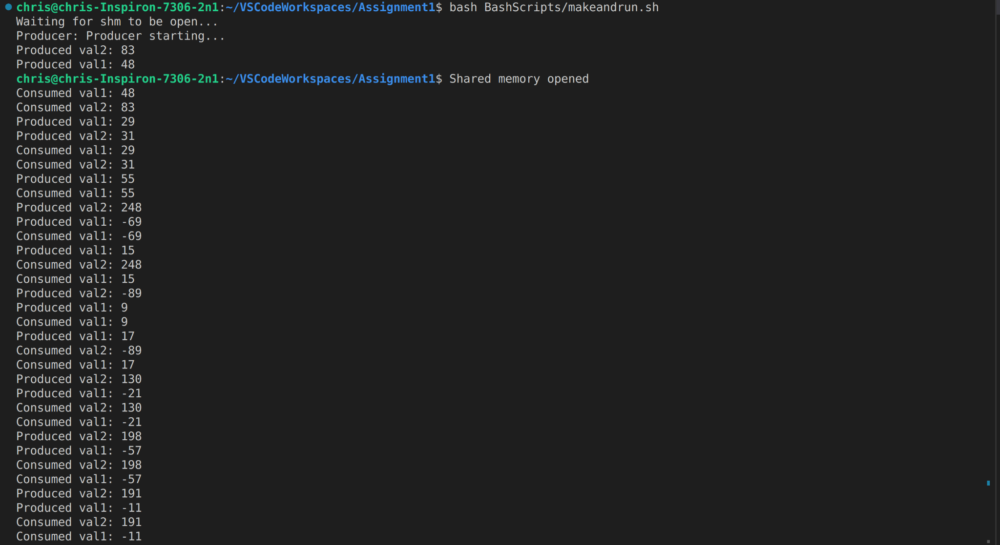 chris@chris-Inspiron-7306-2n1:~/VSCodeWorkspaces/Assignment1$ bash BashScripts/makeandrun.sh
Waiting for shm to be open...
Producer: Producer starting...
Produced val2: 83
Produced val1: 48
chris@chris-Inspiron-7306-2n1:~/VSCodeWorkspaces/Assignment1$ Shared memory opened
Consumed val1: 48
Consumed val2: 83
Produced val1: 29
Produced val2: 31
Consumed val1: 29
Consumed val2: 31
Produced val1: 55
Consumed val1: 55
Produced val2: 248
Produced val1: -69
Consumed val1: -69
Produced val1: 15
Consumed val2: 248
Consumed val1: 15
Produced val2: -89
Produced val1: 9
Consumed val1: 9
Produced val1: 17
Consumed val2: -89
Consumed val1: 17
Produced val2: 130
Produced val1: -21
Consumed val2: 130
Consumed val1: -21
Produced val2: 198
Produced val1: -57
Consumed val2: 198
Consumed val1: -57
Produced val2: 191
Produced val1: -11
Consumed val2: 191
Consumed val1: -11